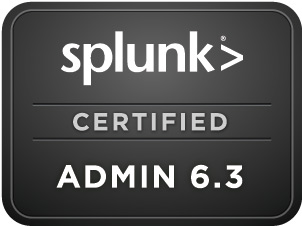 splunk>®
CERTIFIED
ADMIN 6.3